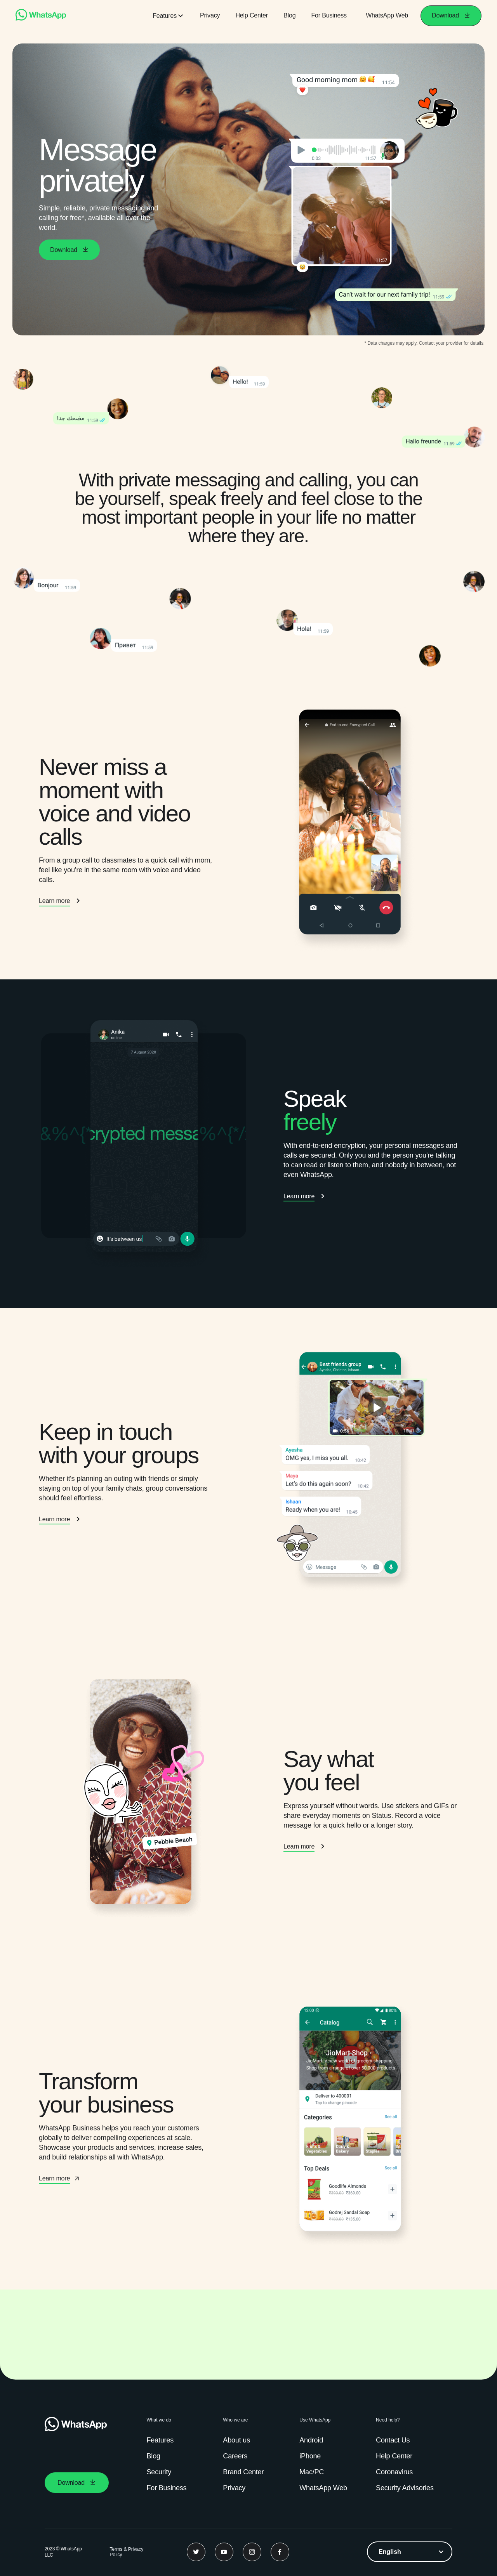 WhatsApp
Features
Privacy
Help Center
Blog
For Business
WhatsApp Web
Download
Message
privately
Simple, reliable, private messaging and
calling for free*, available all over the
world.
Download
Good morning mom 11:54
0:03 11:57
11:57
Can't wait for our next family trip! 11:59
* Data charges may apply. Contact your provider for details.
Hello! 11:59
مضحك جدا 11:59
Hallo freunde 11:59
With private messaging and calling, you can
be yourself, speak freely and feel close to the
most important people in your life no matter
where they are.
Bonjour 11:59
Привет 11:59
Hola! 11:59
Never miss a
moment with
voice and video
calls
From a group call to classmates to a quick call with mom,
feel like you're in the same room with voice and video
calls.
Learn more
End-to-end Encrypted Call
Anika
online
7 August 2020
&%^{* crypted messa %^{*/
It's between us
Speak
freely
With end-to-end encryption, your personal messages and
calls are secured. Only you and the person you're talking
to can read or listen to them, and nobody in between, not
even WhatsApp.
Learn more
Keep in touch
with your groups
Whether it's planning an outing with friends or simply
staying on top of your family chats, group conversations
should feel effortless.
Learn more
Best friends group
Ayesha
OMG yes, I miss you all. 10:42
Maya
Let's do this again soon? 10:42
Ishaan
Ready when you are! 10:43
Message
Pebble Beach
Say what
you feel
Express yourself without words. Use stickers and GIFs or
share everyday moments on Status. Record a voice
message for a quick hello or a longer story.
Learn more
Transform
your business
WhatsApp Business helps you reach your customers
globally to deliver compelling experiences at scale.
Showcase your products and services, increase sales,
and build relationships all with WhatsApp.
Learn more
Catalog
JioMart Shop
Deliver to 400001
Tap to change pincode
Categories See all
Vegetables
Bakery
Top Deals See all
Goodlife Almonds
Godrej Sandal Soap
WhatsApp
Download
What we do
Features
Blog
Security
For Business
Who we are
About us
Careers
Brand Center
Privacy
Use WhatsApp
Android
iPhone
Mac/PC
WhatsApp Web
Need help?
Contact Us
Help Center
Coronavirus
Security Advisories
2023 © WhatsApp
LLC
Terms & Privacy
Policy
English